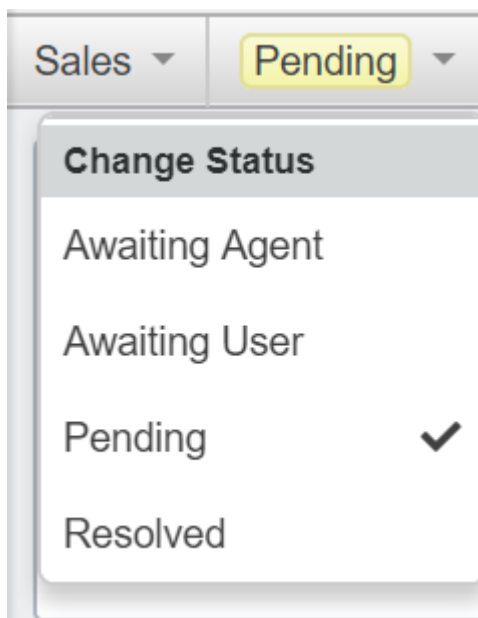 Sales Pending
Change Status
Awaiting Agent
Awaiting User
Pending
Resolved